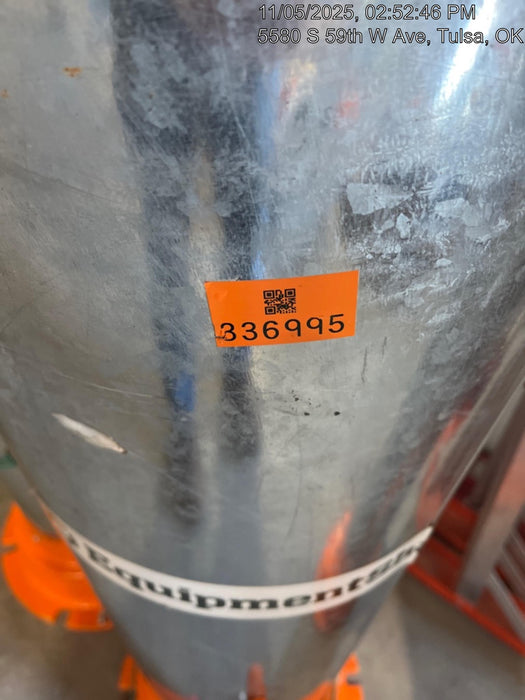 11/05/2025, 02:52:46 PM
5580 S 59th W Ave, Tulsa, OK
336995
Equipment